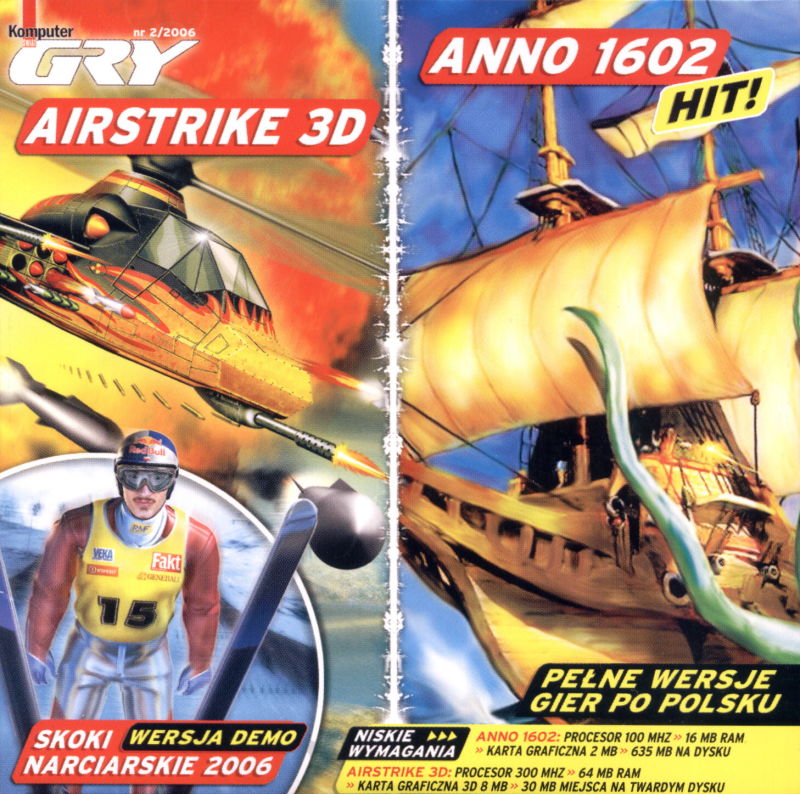 Komputer
nr 2/2006
GRY
AIRSTRIKE 3D
ANNO 1602
HIT!
Red Bull
VEKA
Fakt
GENERALI
15
SKOKI WERSJA DEMO
NARCIARSKIE 2006
PEŁNE WERSJE
GIER PO POLSKU
NISKIE
WYMAGANIA
ANNO 1602: PROCESOR 100 MHZ » 16 MB RAM
» KARTA GRAFICZNA 2 MB » 635 MB NA DYSKU
AIRSTRIKE 3D: PROCESOR 300 MHZ » 64 MB RAM
» KARTA GRAFICZNA 3D 8 MB » 30 MB MIEJSCA NA TWARDYM DYSKU